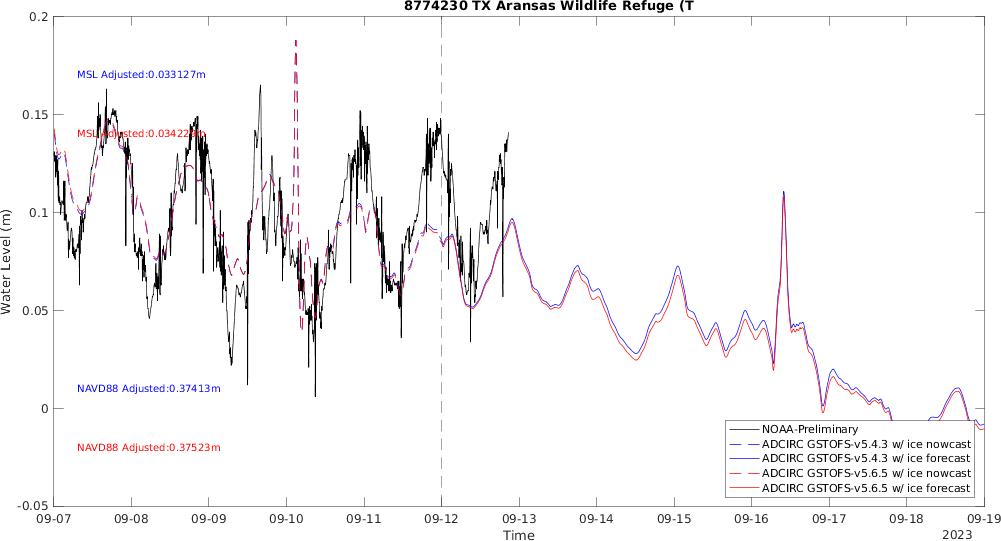 8774230 TX Aransas Wildlife Refuge (T
0.2
0.15
0.1
0.05
0
-0.05
Water Level (m)
MSL Adjusted:0.033127m
NAVD88 Adjusted:0.37413m
NAVD88 Adjusted:0.37523m
NOAA-Preliminary
ADCIRC GSTOFS-v5.4.3 w/ ice nowcast
ADCIRC GSTOFS-v5.4.3 w/ ice forecast
ADCIRC GSTOFS-v5.6.5 w/ ice nowcast
ADCIRC GSTOFS-v5.6.5 w/ ice forecast
09-07 09-08 09-09 09-10 09-11 09-12 09-13 09-14 09-15 09-16 09-17 09-18 09-19
Time
2023